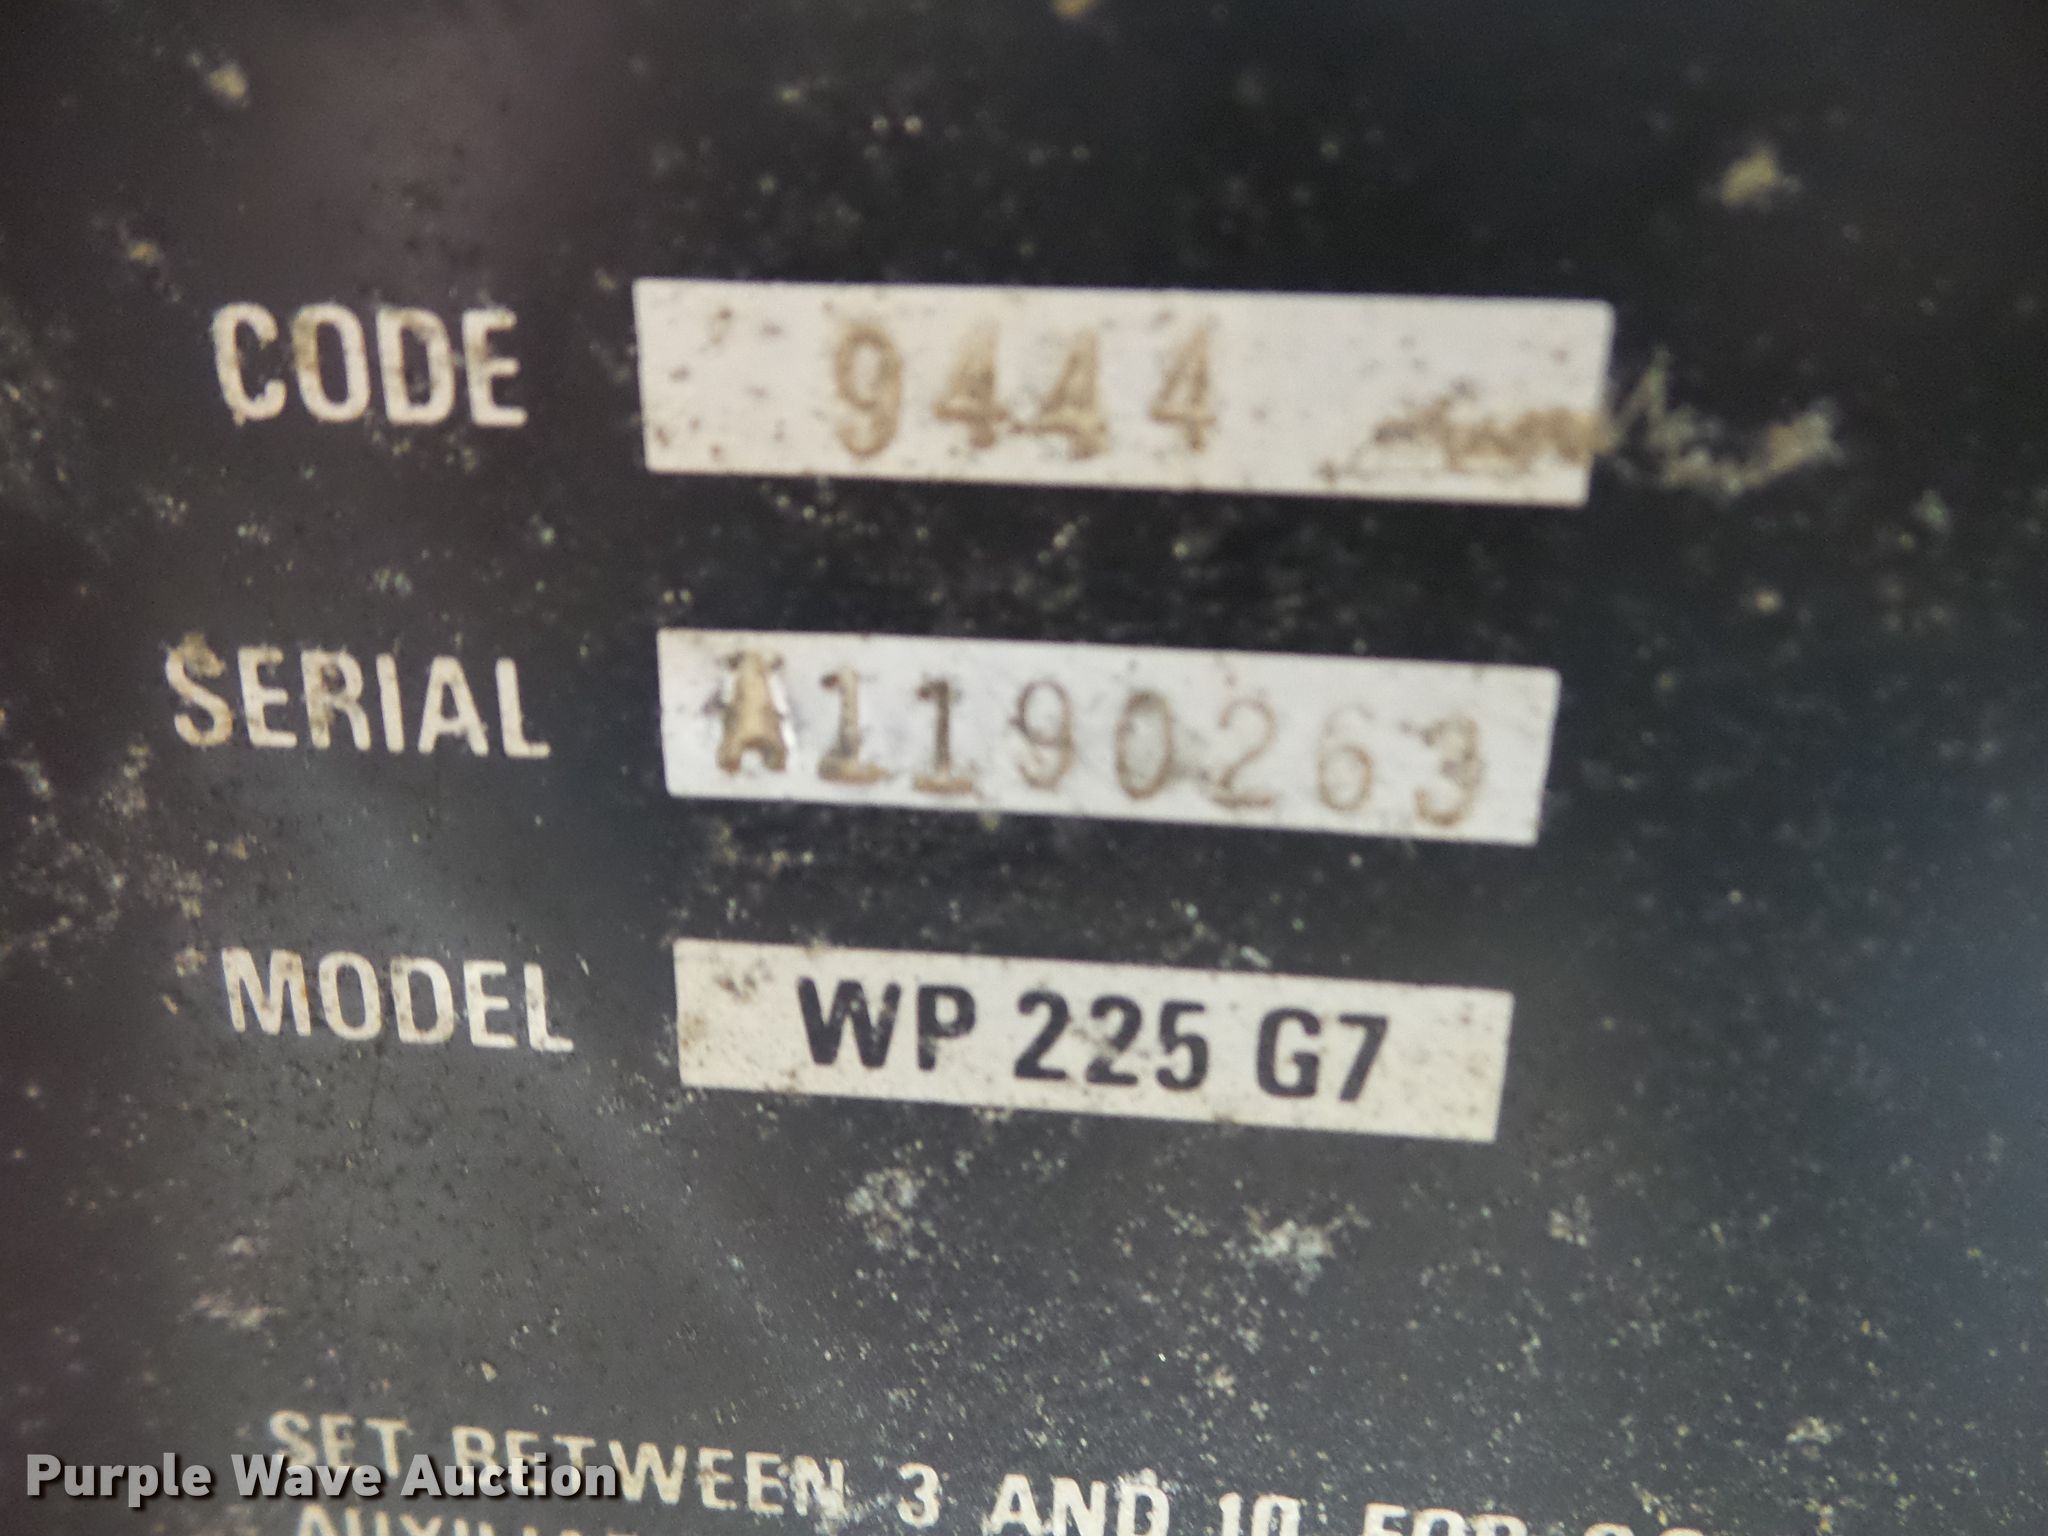 CODE 9444
SERIAL A1190263
MODEL WP 225 G7
SET BETWEEN 3 AND 10 FOR
Purple Wave Auction